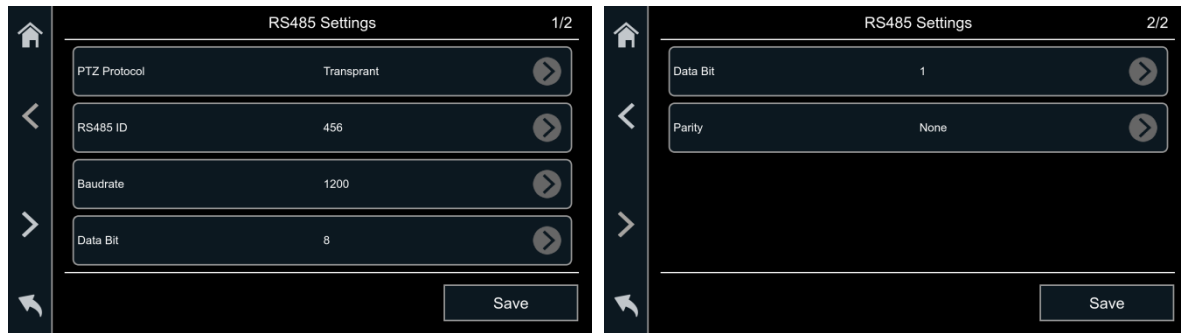 RS485 Settings 1/2
PTZ Protocol Transprant
RS485 ID 456
Baudrate 1200
Data Bit 8
Save
RS485 Settings 2/2
Data Bit 1
Parity None
Save